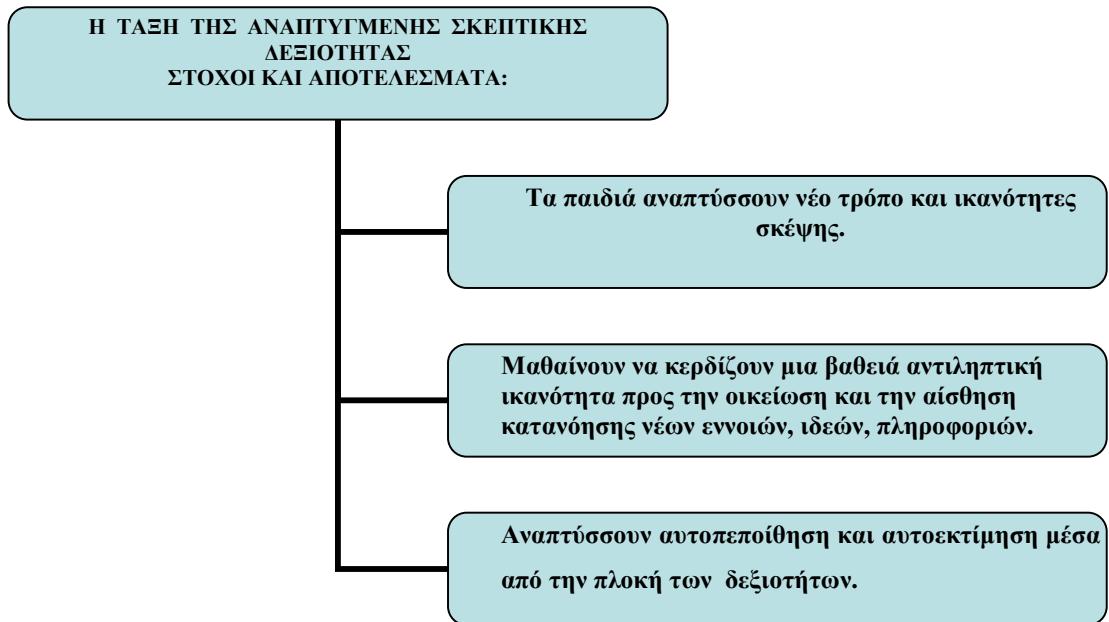 Η ΤΑΞΗ ΤΗΣ ΑΝΑΠΤΥΓΜΕΝΗΣ ΣΚΕΠΤΙΚΗΣ
ΔΕΞΙΟΤΗΤΑΣ
ΣΤΟΧΟΙ ΚΑΙ ΑΠΟΤΕΛΕΣΜΑΤΑ:
Τα παιδιά αναπτύσσουν νέο τρόπο και ικανότητες
σκέψης.
Μαθαίνουν να κερδίζουν μια βαθειά αντιληπτική
ικανότητα προς την οικείωση και την αίσθηση
κατανόησης νέων εννοιών, ιδεών, πληροφοριών.
Αναπτύσσουν αυτοπεποίθηση και αυτοεκτίμηση μέσα
από την πλοκή των δεξιοτήτων.